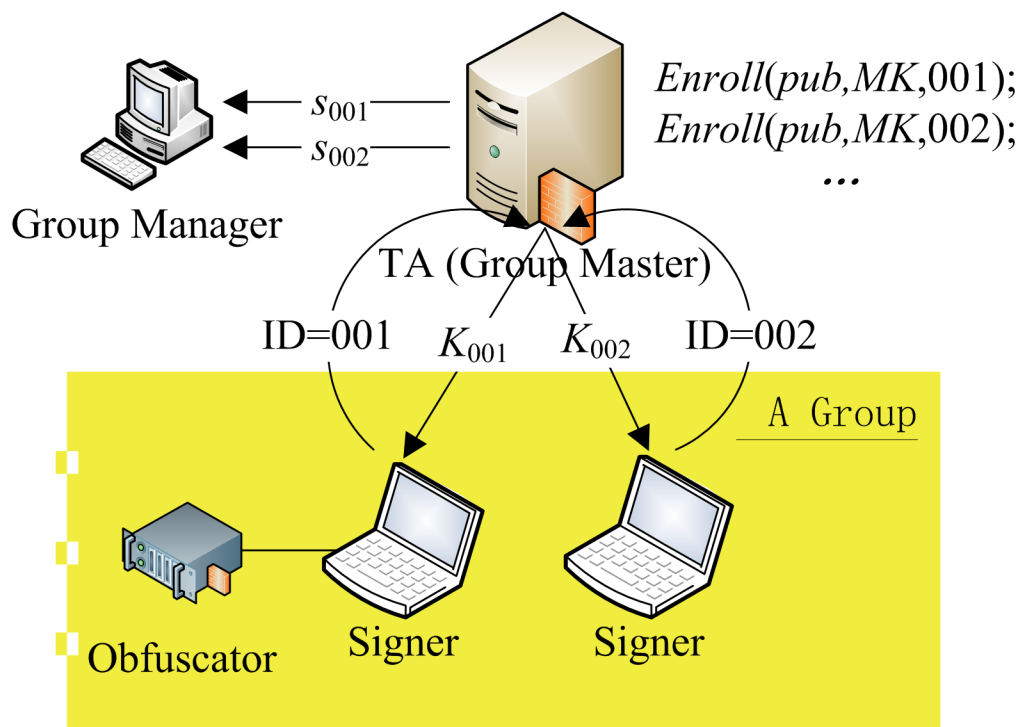 Enroll(pub,MK,001);
s001
Enroll(pub,MK,002);
s002
...
Group Manager
TA (Group Master)
ID=001
K001
K002
ID=002
A Group
Signer
Signer
Obfuscator